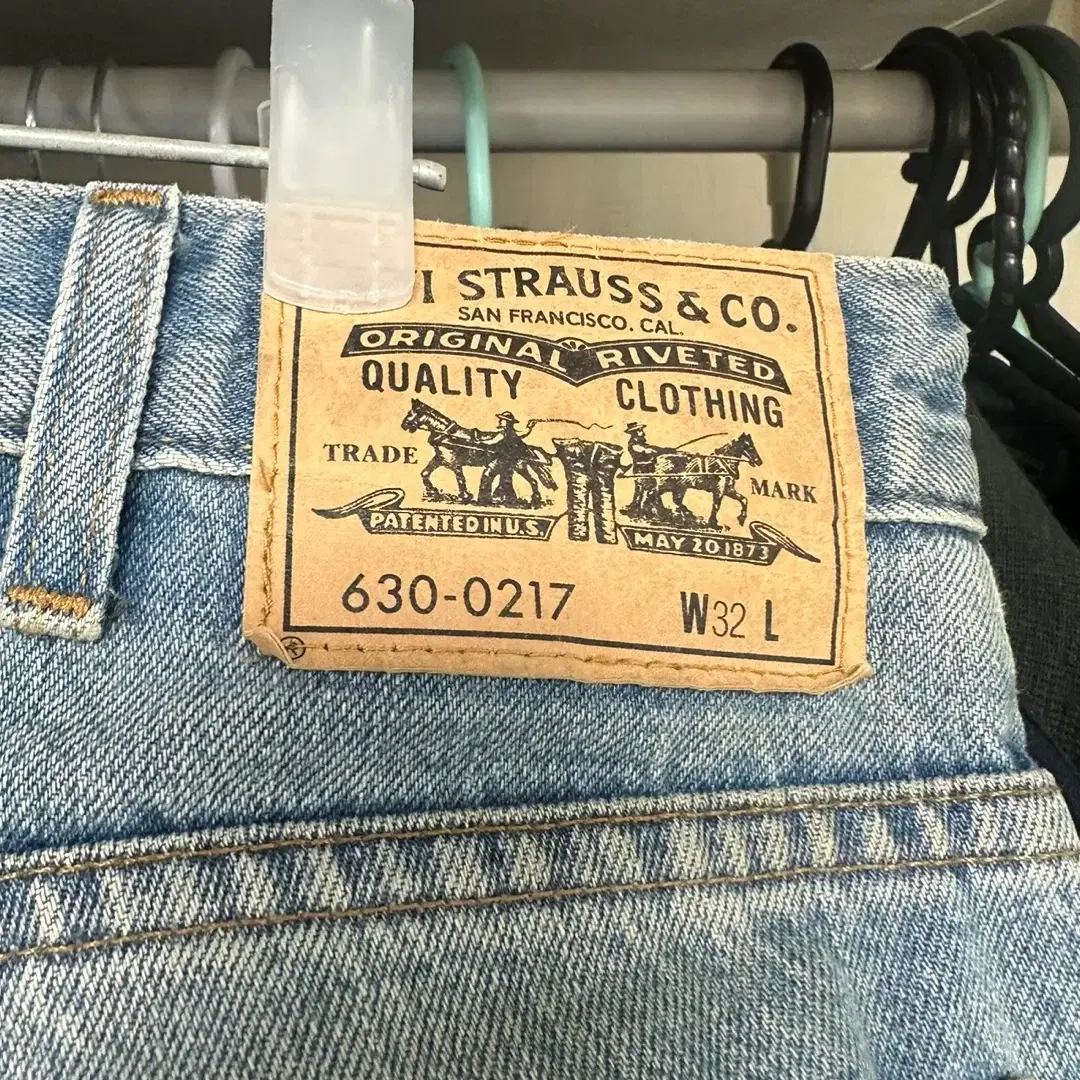 I STRAUSS & CO.
SAN FRANCISCO, CAL.
ORIGINAL RIVETED
QUALITY CLOTHING
TRADE MARK
PATENTED IN U.S. MAY 20 1873
630-0217 W32 L